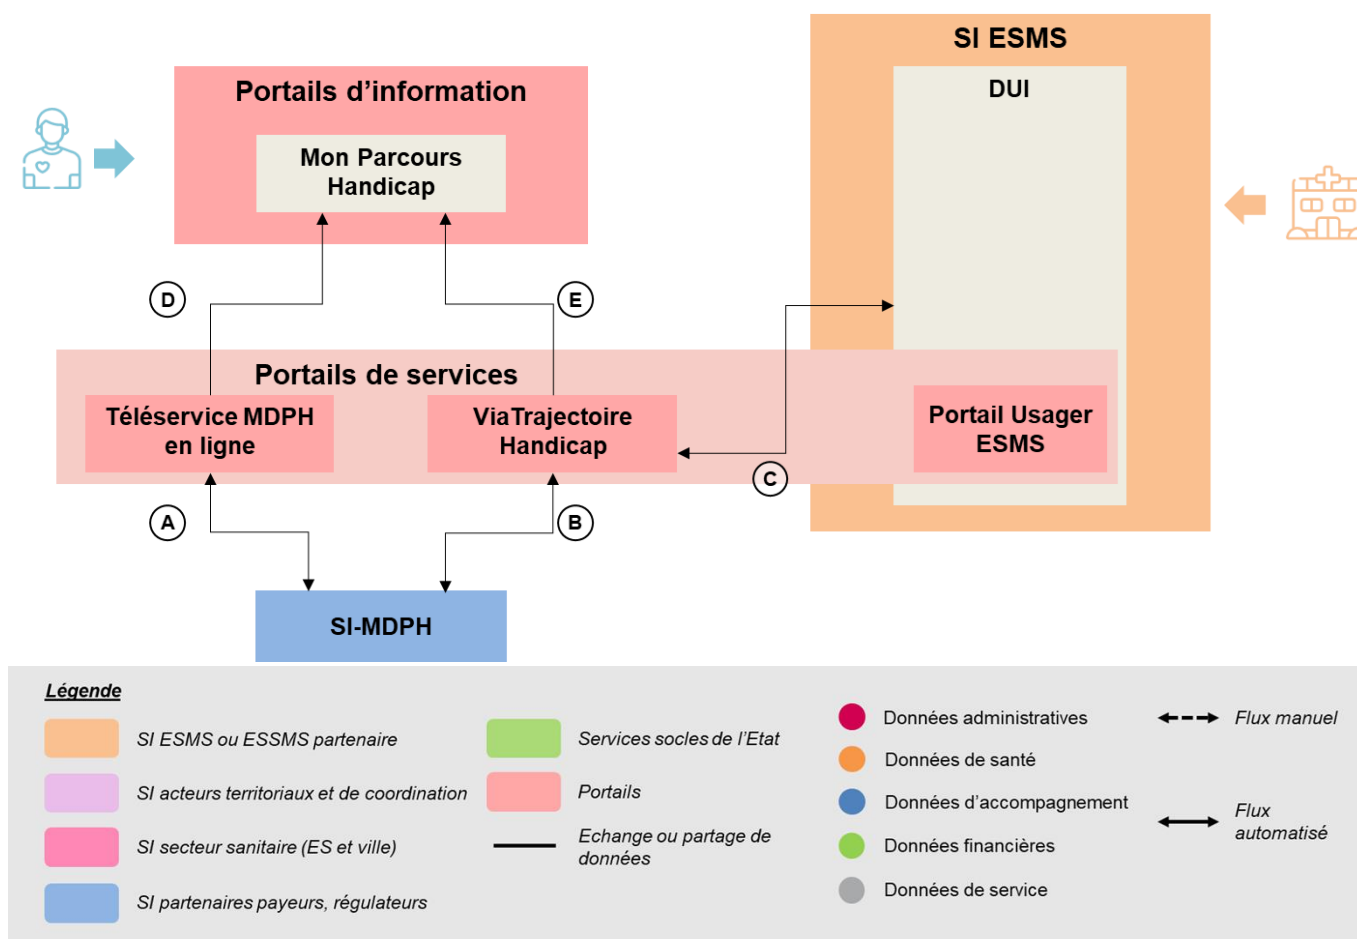 SI ESMS
DUI
Portails d’information
Mon Parcours
Handicap
D
E
Portails de services
Téléservice MDPH
en ligne
ViaTrajectoire
Handicap
Portail Usager
ESMS
C
A
B
SI-MDPH
Légende
SI ESMS ou ESSMS partenaire
SI acteurs territoriaux et de coordination
SI secteur sanitaire (ES et ville)
SI partenaires payeurs, régulateurs
Services socles de l’Etat
Portails
Echange ou partage de
données
Données administratives
Données de santé
Données d’accompagnement
Données financières
Données de service
Flux manuel
Flux
automatisé